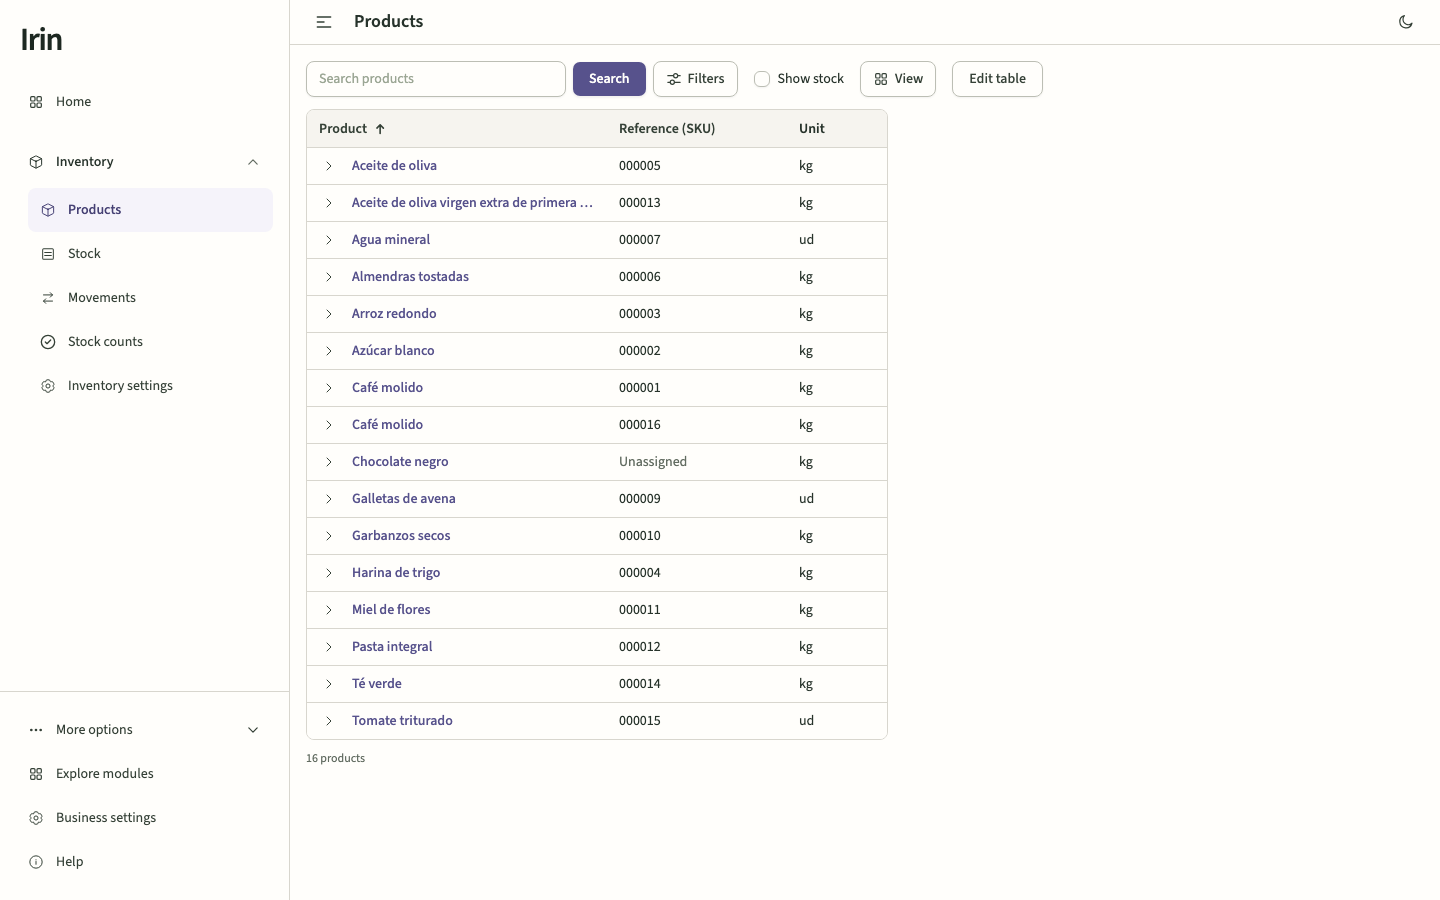 Irin
Home
Inventory
Products
Stock
Movements
Stock counts
Inventory settings
More options
Explore modules
Business settings
Help
Products
Search products
Search
Filters
Show stock
View
Edit table
Product Reference (SKU) Unit
Aceite de oliva 000005 kg
Aceite de oliva virgen extra de primera ... 000013 kg
Agua mineral 000007 ud
Almendras tostadas 000006 kg
Arroz redondo 000003 kg
Azúcar blanco 000002 kg
Café molido 000001 kg
Café molido 000016 kg
Chocolate negro Unassigned kg
Galletas de avena 000009 ud
Garbanzos secos 000010 kg
Harina de trigo 000004 kg
Miel de flores 000011 kg
Pasta integral 000012 kg
Té verde 000014 kg
Tomate triturado 000015 ud
16 products